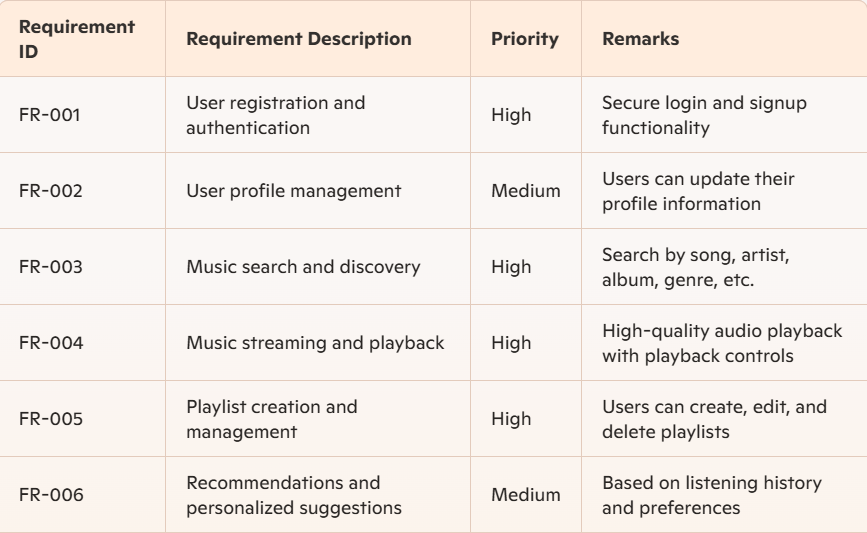 Requirement
ID
Requirement Description
Priority
Remarks
FR-001
User registration and
authentication
High
Secure login and signup
functionality
FR-002
User profile management
Medium
Users can update their
profile information
FR-003
Music search and discovery
High
Search by song, artist,
album, genre, etc.
FR-004
Music streaming and playback
High
High-quality audio playback
with playback controls
FR-005
Playlist creation and
management
High
Users can create, edit, and
delete playlists
FR-006
Recommendations and
personalized suggestions
Medium
Based on listening history
and preferences